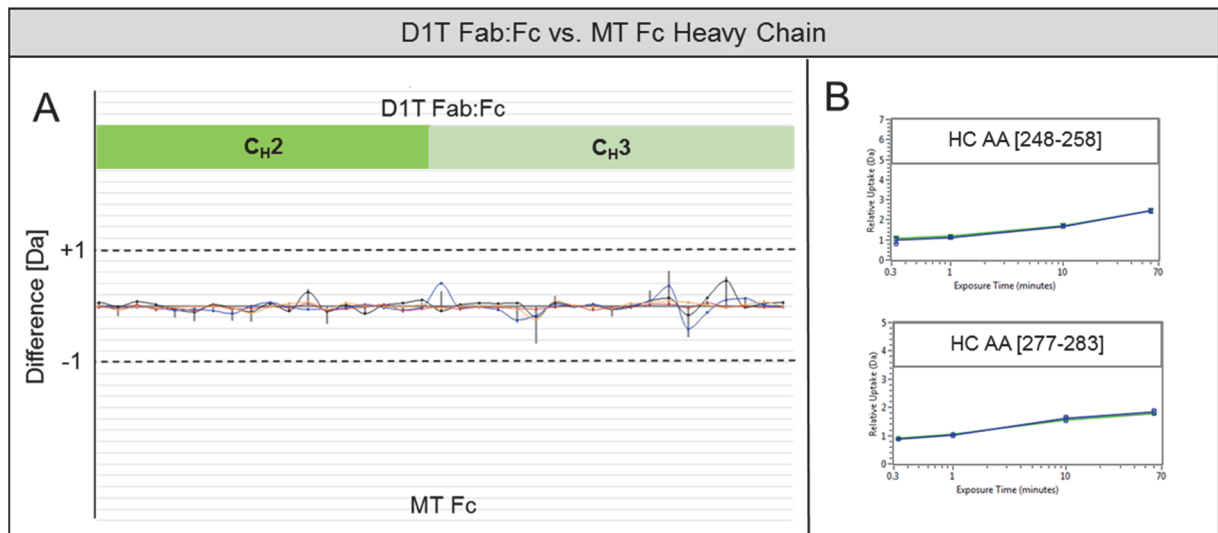 D1T Fab:Fc vs. MT Fc Heavy Chain
A
D1T Fab:Fc
CH2
CH3
Difference [Da]
+1
-1
MT Fc
B
HC AA [248-258]
Relative Uptake (Da)
7
6
5
4
3
2
1
0
0.3
1
10
70
Exposure Time (minutes)
HC AA [277-283]
Relative Uptake (Da)
5
4
3
2
1
0
0.3
1
10
70
Exposure Time (minutes)